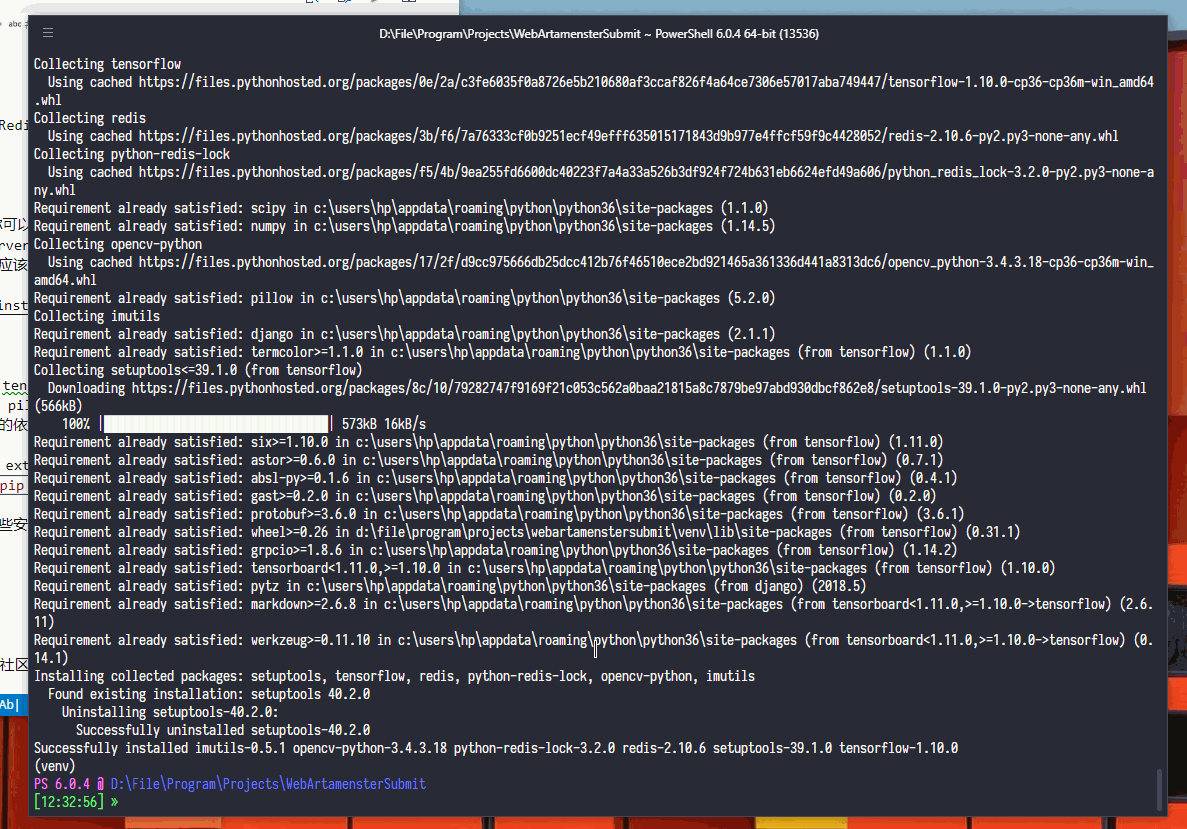 abc
D:\File\Program\Projects\WebArtamensterSubmit ~ PowerShell 6.0.4 64-bit (13536)
Collecting tensorflow
Using cached https://files.pythonhosted.org/packages/0e/2a/c3fe6035f0a8726e5b210680af3ccaf826f4a64ce7306e57017aba749447/tensorflow-1.10.0-cp36-cp36m-win_amd64
.whl
Collecting redis
Using cached https://files.pythonhosted.org/packages/3b/f6/7a76333cf0b9251ecf49efff635015171843d9b977e4ffcf59f9c4428052/redis-2.10.6-py2.py3-none-any.whl
Collecting python-redis-lock
Using cached https://files.pythonhosted.org/packages/f5/4b/9ea255fd6600dc40223f7a4a33a526b3df924f724b631eb6624efd49a606/python_redis_lock-3.2.0-py2.py3-none-a
ny.whl
Requirement already satisfied: scipy in c:\users\hp\appdata\roaming\python\python36\site-packages (1.1.0)
Requirement already satisfied: numpy in c:\users\hp\appdata\roaming\python\python36\site-packages (1.14.5)
Collecting opencv-python
Using cached https://files.pythonhosted.org/packages/17/2f/d9cc975666db25dcc412b76f46510ece2bd921465a361336d441a8313dc6/opencv_python-3.4.3.18-cp36-cp36m-win_
amd64.whl
Requirement already satisfied: pillow in c:\users\hp\appdata\roaming\python\python36\site-packages (5.2.0)
Collecting imutils
Requirement already satisfied: django in c:\users\hp\appdata\roaming\python\python36\site-packages (2.1.1)
Requirement already satisfied: termcolor>=1.1.0 in c:\users\hp\appdata\roaming\python\python36\site-packages (from tensorflow) (1.1.0)
Collecting setuptools<=39.1.0 (from tensorflow)
Downloading https://files.pythonhosted.org/packages/8c/10/79282747f9169f21c053c562a0baa21815a8c7879be97abd930dbcf862e8/setuptools-39.1.0-py2.py3-none-any.whl
(566kB)
100% | | 573kB 16kB/s
Requirement already satisfied: six>=1.10.0 in c:\users\hp\appdata\roaming\python\python36\site-packages (from tensorflow) (1.11.0)
Requirement already satisfied: astor>=0.6.0 in c:\users\hp\appdata\roaming\python\python36\site-packages (from tensorflow) (0.7.1)
Requirement already satisfied: absl-py>=0.1.6 in c:\users\hp\appdata\roaming\python\python36\site-packages (from tensorflow) (0.4.1)
Requirement already satisfied: gast>=0.2.0 in c:\users\hp\appdata\roaming\python\python36\site-packages (from tensorflow) (0.2.0)
Requirement already satisfied: protobuf>=3.6.0 in c:\users\hp\appdata\roaming\python\python36\site-packages (from tensorflow) (3.6.1)
Requirement already satisfied: wheel>=0.26 in d:\file\program\projects\webartamenstersubmit\venv\lib\site-packages (from tensorflow) (0.31.1)
Requirement already satisfied: grpcio>=1.8.6 in c:\users\hp\appdata\roaming\python\python36\site-packages (from tensorflow) (1.14.2)
Requirement already satisfied: tensorboard<1.11.0,>=1.10.0 in c:\users\hp\appdata\roaming\python\python36\site-packages (from tensorflow) (1.10.0)
Requirement already satisfied: pytz in c:\users\hp\appdata\roaming\python\python36\site-packages (from django) (2018.5)
Requirement already satisfied: markdown>=2.6.8 in c:\users\hp\appdata\roaming\python\python36\site-packages (from tensorboard<1.11.0,>=1.10.0->tensorflow) (2.6.
11)
Requirement already satisfied: werkzeug>=0.11.10 in c:\users\hp\appdata\roaming\python\python36\site-packages (from tensorboard<1.11.0,>=1.10.0->tensorflow) (0.
14.1)
Installing collected packages: setuptools, tensorflow, redis, python-redis-lock, opencv-python, imutils
Found existing installation: setuptools 40.2.0
Uninstalling setuptools-40.2.0:
Successfully uninstalled setuptools-40.2.0
Successfully installed imutils-0.5.1 opencv-python-3.4.3.18 python-redis-lock-3.2.0 redis-2.10.6 setuptools-39.1.0 tensorflow-1.10.0
(venv)
PS 6.0.4 @ D:\File\Program\Projects\WebArtamensterSubmit
[12:32:56] »
Redi
可以
rver
应该
inst
ten
pil
的依
ext
pip
些安
社区
Ab|